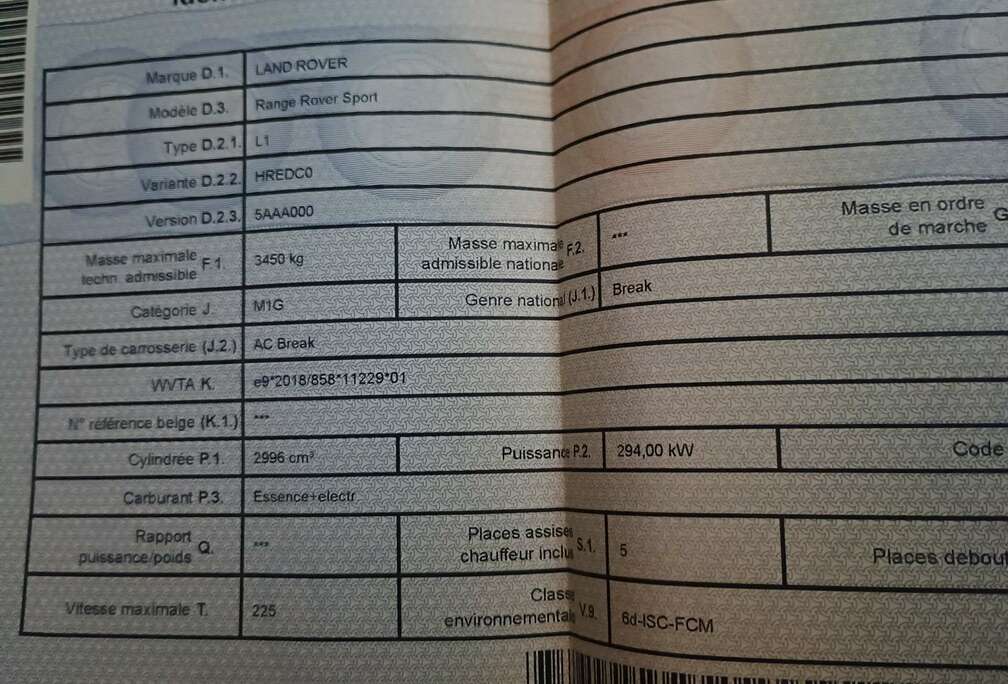 Marque D.1. LAND ROVER
Modèle D.3. Range Rover Sport
Type D.2.1. L1
Variante D.2.2. HREDC0
Version D.2.3. 5AAA000
Masse maximale techn. admissible F.1. 3450 kg Masse maximale admissible nationale F.2. *** Masse en ordre de marche G
Catégorie J. M1G Genre national (J.1.) Break
Type de carrosserie (J.2.) AC Break
WVTA K. e9*2018/858*11229*01
N° référence belge (K.1.) ***
Cylindrée P.1. 2996 cm³ Puissance P.2. 294,00 kW Code
Carburant P.3. Essence+electr
Rapport puissance/poids Q. *** Places assises chauffeur inclus S.1. 5 Places debout
Vitesse maximale T. 225 Classe environnementale V.9. 6d-ISC-FCM